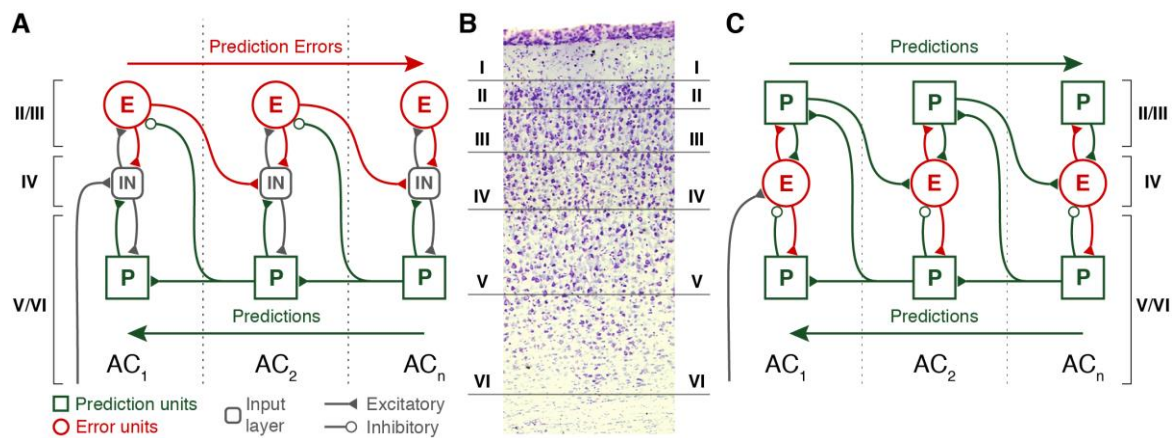 A
Prediction Errors
II/III
IV
V/VI
E
E
E
IN
IN
IN
P
P
P
Predictions
AC1
AC2
ACn
Prediction units
Error units
Input
layer
Excitatory
Inhibitory
B
I I
II II
III III
IV IV
V V
VI VI
C
Predictions
P
P
P
II/III
E
E
E
IV
P
P
P
V/VI
Predictions
AC1
AC2
ACn